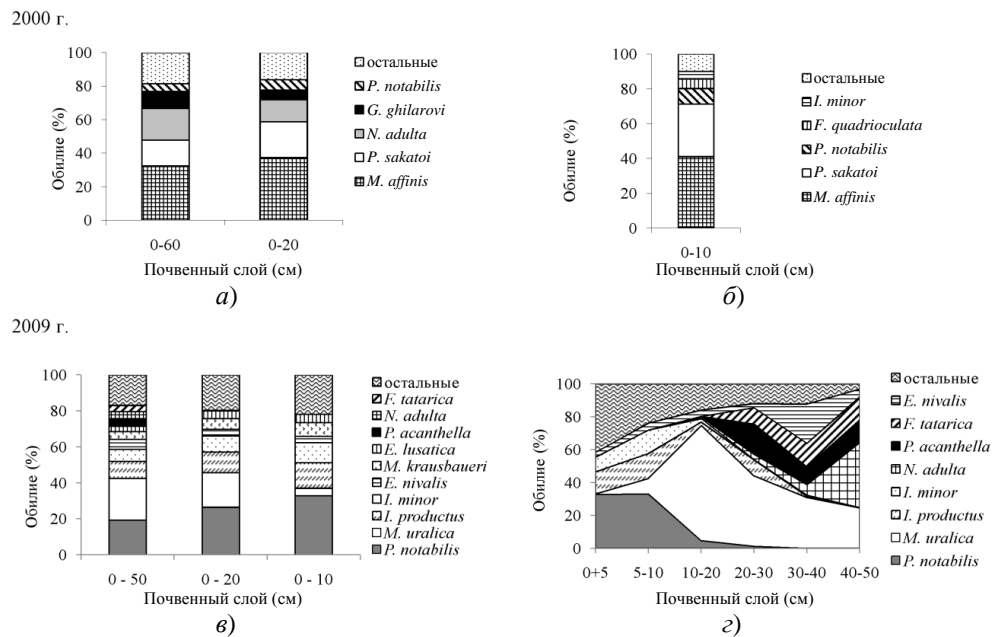 2000 г.
100
80
60
40
20
0
Обилие (%)
0-60
0-20
Почвенный слой (см)
остальные
P. notabilis
G. ghilarovi
N. adulta
P. sakatoi
M. affinis
а)
100
80
60
40
20
0
Обилие (%)
0-10
Почвенный слой (см)
остальные
I. minor
F. quadrioculata
P. notabilis
P. sakatoi
M. affinis
б)
2009 г.
100
80
60
40
20
0
Обилие (%)
0 - 50
0 - 20
0 - 10
Почвенный слой (см)
остальные
F. tatarica
N. adulta
P. acanthella
E. lusatica
M. krausbaueri
E. nivalis
I. minor
I. productus
M. uralica
P. notabilis
в)
100
80
60
40
20
0
Обилие (%)
0+5
5-10
10-20
20-30
30-40
40-50
Почвенный слой (см)
остальные
E. nivalis
F. tatarica
P. acanthella
N. adulta
I. minor
I. productus
M. uralica
P. notabilis
г)